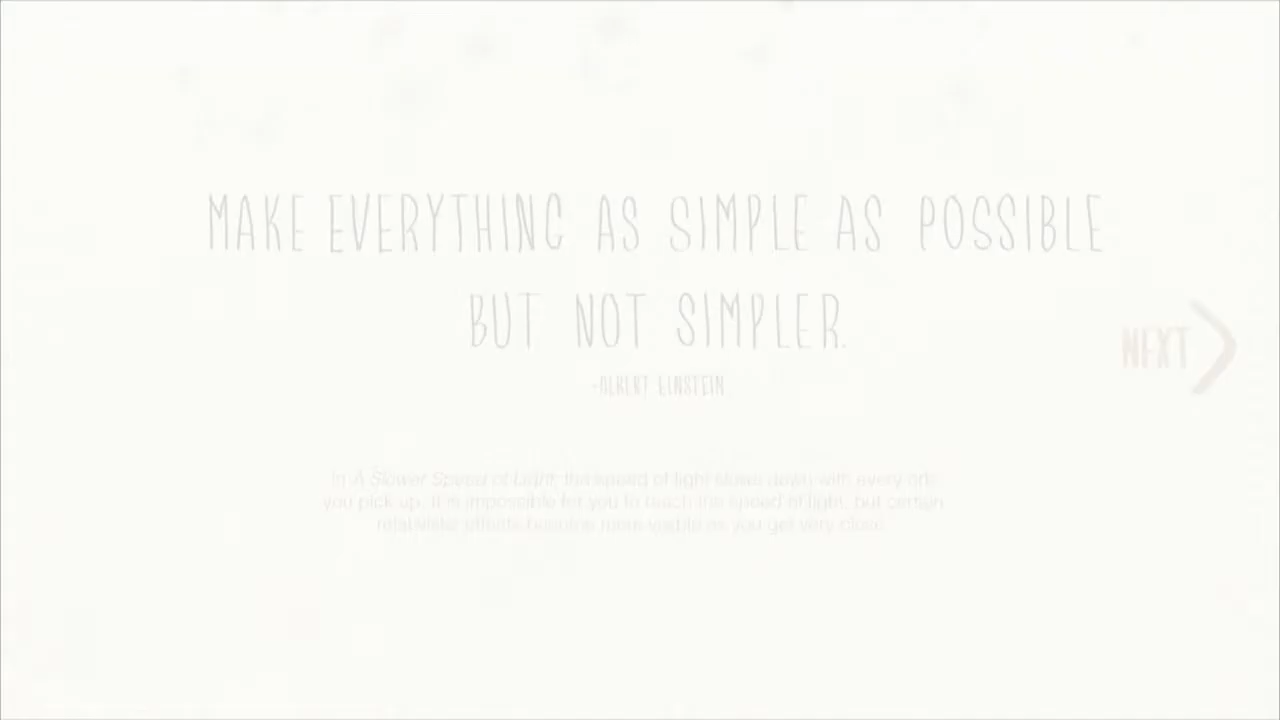 MAKE EVERYTHING AS SIMPLE AS POSSIBLE
BUT NOT SIMPLER.
NEXT
-ALBERT EINSTEIN
In A Slower Speed of Light, the speed of light slows down with every orb
you pick up. It is impossible for you to reach the speed of light, but certain
relativistic effects become more visible as you get very close.